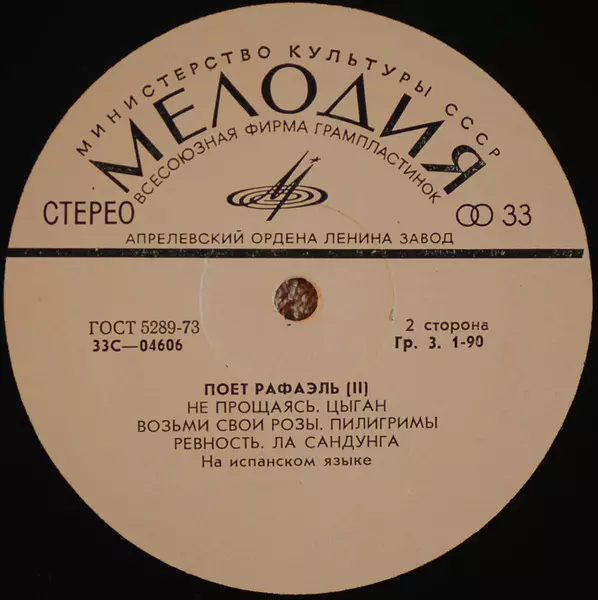 МИНИСТЕРСТВО КУЛЬТУРЫ СССР
МЕЛОДИЯ
ВСЕСОЮЗНАЯ ФИРМА ГРАМПЛАСТИНОК
СТЕРЕО
33
АПРЕЛЕВСКИЙ ОРДЕНА ЛЕНИНА ЗАВОД
ГОСТ 5289-73
33С—04606
2 сторона
Гр. 3. 1-90
ПОЕТ РАФАЭЛЬ (II)
НЕ ПРОЩАЯСЬ. ЦЫГАН
ВОЗЬМИ СВОИ РОЗЫ. ПИЛИГРИМЫ
РЕВНОСТЬ. ЛА САНДУНГА
На испанском языке